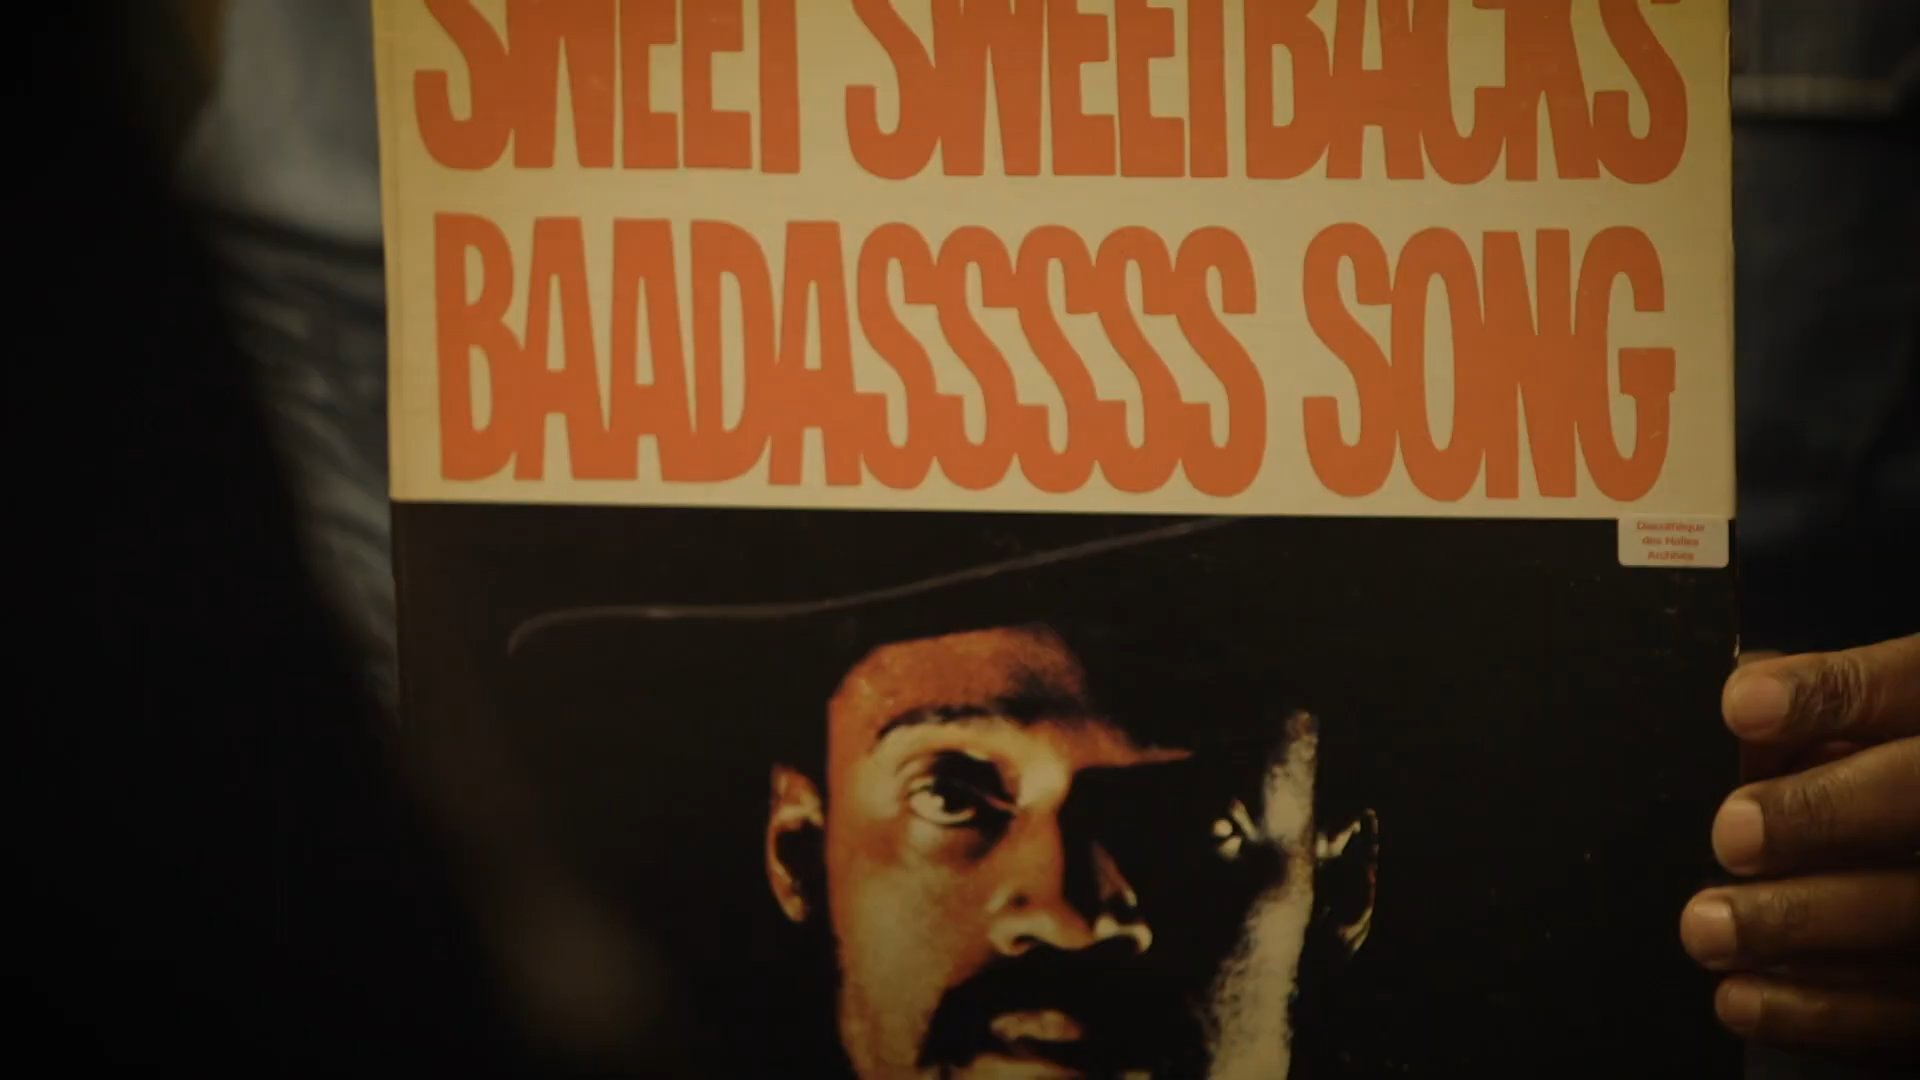 SWEET SWEETBACKS
BAADASSSSS SONG
Discothèque
des Halles
Archives